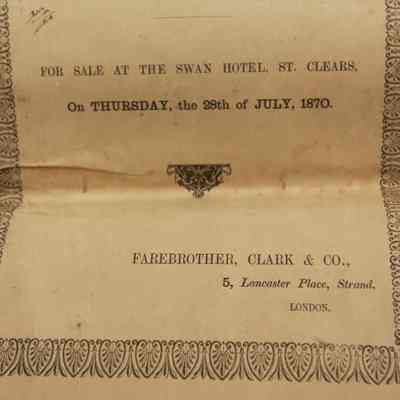 FOR SALE AT THE SWAN HOTEL, ST. CLEARS,
On THURSDAY, the 28th of JULY, 1870.
FAREBROTHER, CLARK & CO.,
5, Lancaster Place, Strand,
LONDON.